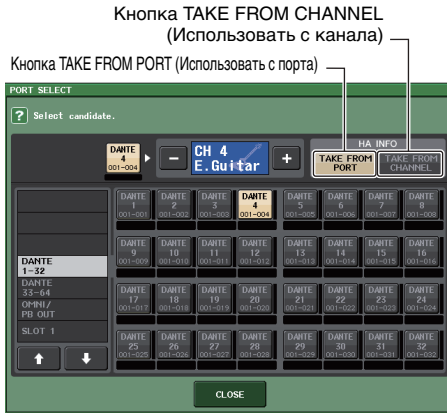 Кнопка TAKE FROM CHANNEL
(Использовать с канала)
Кнопка TAKE FROM PORT (Использовать с порта)
PORT SELECT
? Select candidate.
HA INFO
DANTE
4
001-004
−
CH 4
E.Guitar
+
TAKE FROM
PORT
TAKE FROM
CHANNEL
DANTE
1-32
DANTE
33-64
OMNI/
PB OUT
SLOT 1
DANTE DANTE DANTE DANTE DANTE DANTE DANTE DANTE
1 2 3 4 5 6 7 8
001-001 001-002 001-003 001-004 001-005 001-006 001-007 001-008
DANTE DANTE DANTE DANTE DANTE DANTE DANTE DANTE
9 10 11 12 13 14 15 16
001-009 001-010 001-011 001-012 001-013 001-014 001-015 001-016
DANTE DANTE DANTE DANTE DANTE DANTE DANTE DANTE
17 18 19 20 21 22 23 24
001-017 001-018 001-019 001-020 001-021 001-022 001-023 001-024
DANTE DANTE DANTE DANTE DANTE DANTE DANTE DANTE
25 26 27 28 29 30 31 32
001-025 001-026 001-027 001-028 001-029 001-030 001-031 001-032
CLOSE